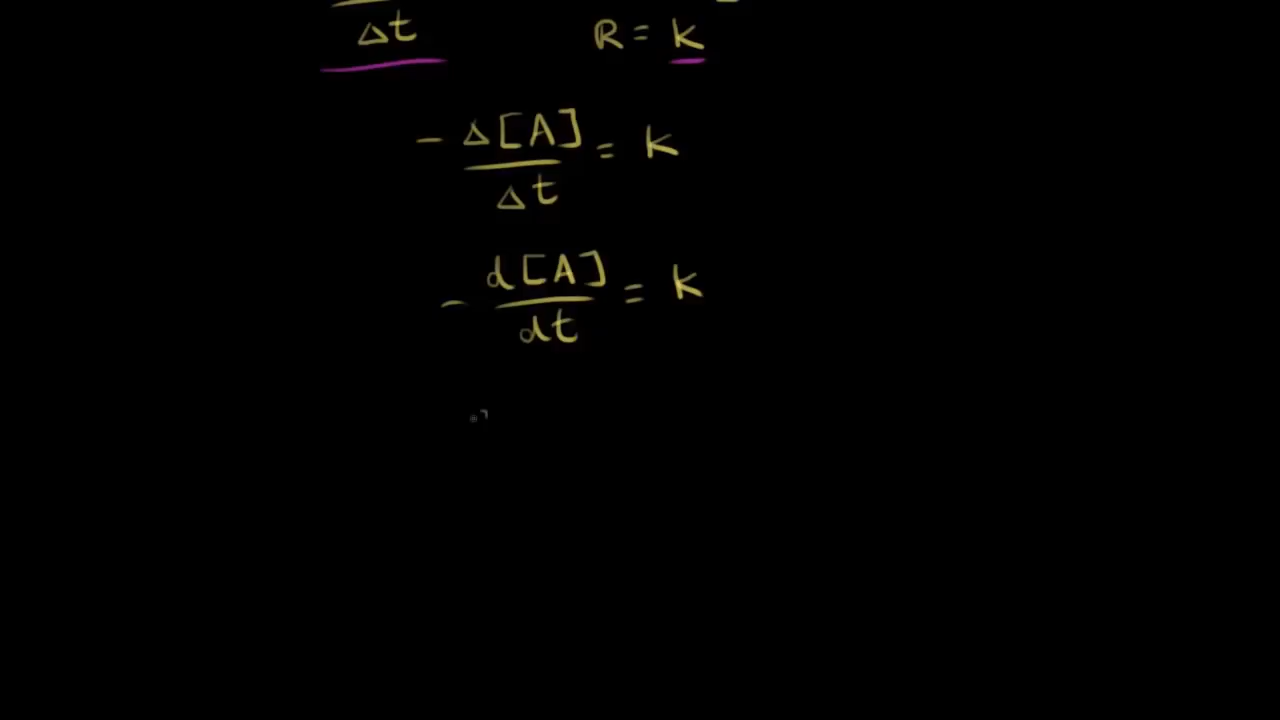 Δt R = k
- Δ[A] / Δt = k
- d[A] / dt = k